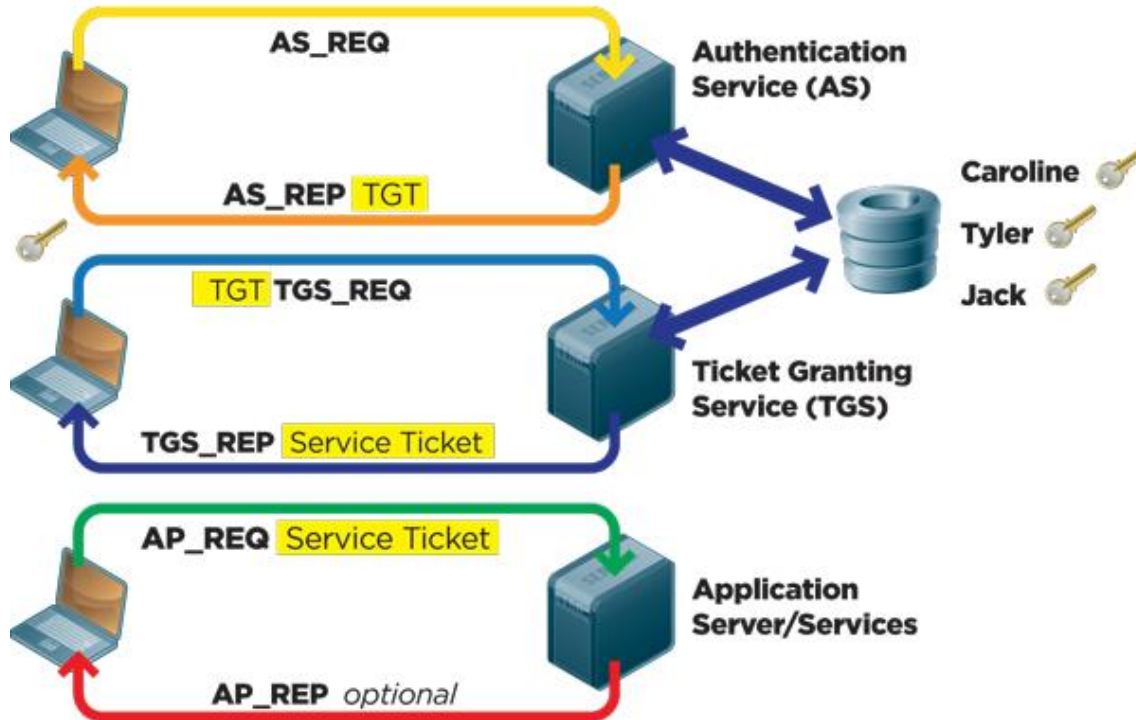 AS_REQ
Authentication
Service (AS)
AS_REP TGT
Caroline
Tyler
Jack
TGT TGS_REQ
Ticket Granting
Service (TGS)
TGS_REP Service Ticket
AP_REQ Service Ticket
Application
Server/Services
AP_REP optional